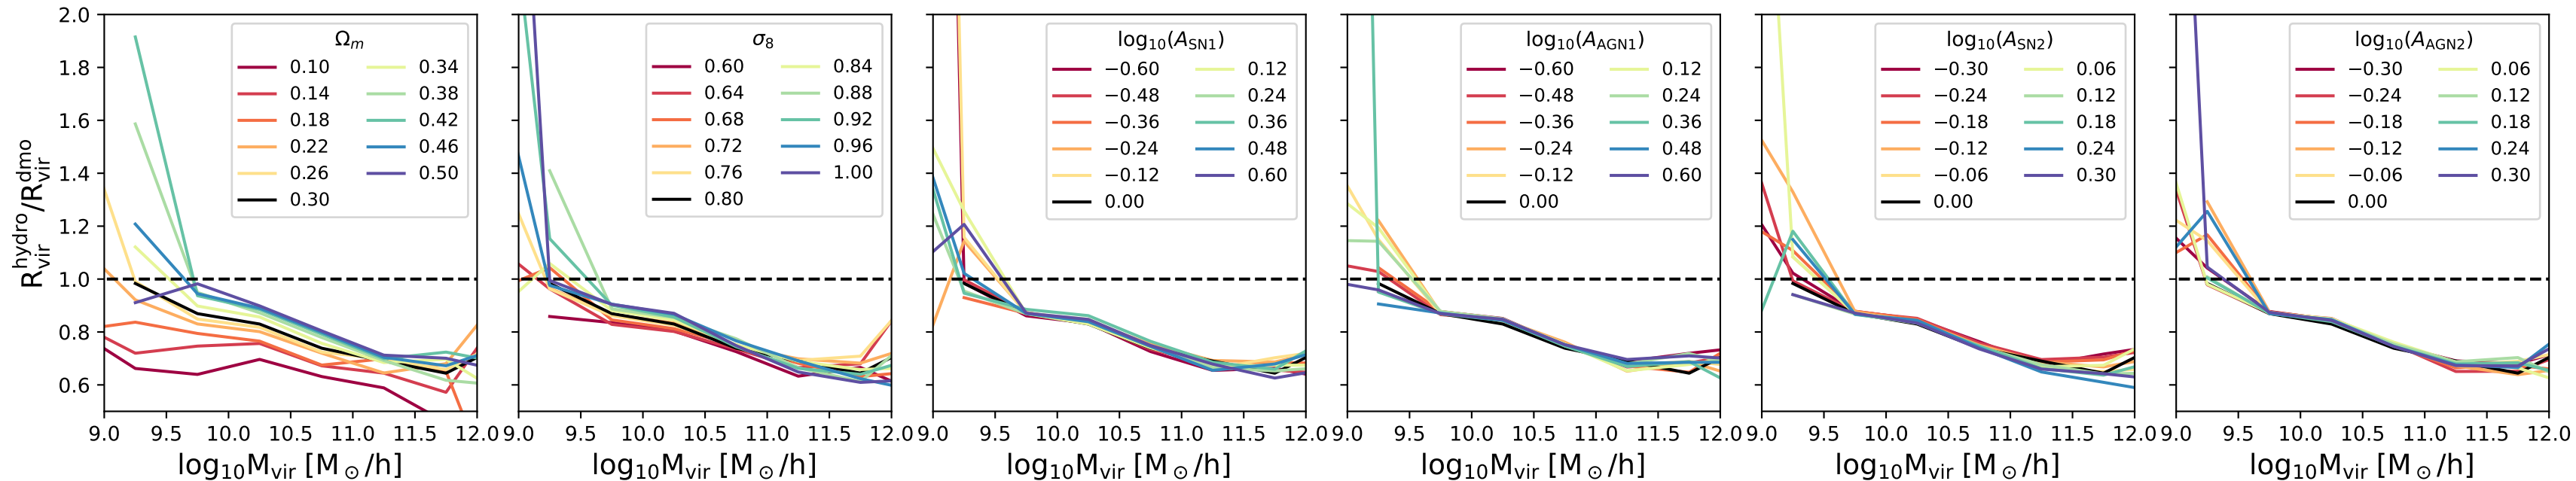 R_vir^hydro/R_vir^dmo
2.0
1.8
1.6
1.4
1.2
1.0
0.8
0.6
Ω_m
0.10 0.34
0.14 0.38
0.18 0.42
0.22 0.46
0.26 0.50
0.30
9.0 9.5 10.0 10.5 11.0 11.5 12.0
log₁₀M_vir [M_⊙/h]
σ₈
0.60 0.84
0.64 0.88
0.68 0.92
0.72 0.96
0.76 1.00
0.80
9.0 9.5 10.0 10.5 11.0 11.5 12.0
log₁₀M_vir [M_⊙/h]
log₁₀(A_SN1)
−0.60 0.12
−0.48 0.24
−0.36 0.36
−0.24 0.48
−0.12 0.60
0.00
9.0 9.5 10.0 10.5 11.0 11.5 12.0
log₁₀M_vir [M_⊙/h]
log₁₀(A_AGN1)
−0.60 0.12
−0.48 0.24
−0.36 0.36
−0.24 0.48
−0.12 0.60
0.00
9.0 9.5 10.0 10.5 11.0 11.5 12.0
log₁₀M_vir [M_⊙/h]
log₁₀(A_SN2)
−0.30 0.06
−0.24 0.12
−0.18 0.18
−0.12 0.24
−0.06 0.30
0.00
9.0 9.5 10.0 10.5 11.0 11.5 12.0
log₁₀M_vir [M_⊙/h]
log₁₀(A_AGN2)
−0.30 0.06
−0.24 0.12
−0.18 0.18
−0.12 0.24
−0.06 0.30
0.00
9.0 9.5 10.0 10.5 11.0 11.5 12.0
log₁₀M_vir [M_⊙/h]